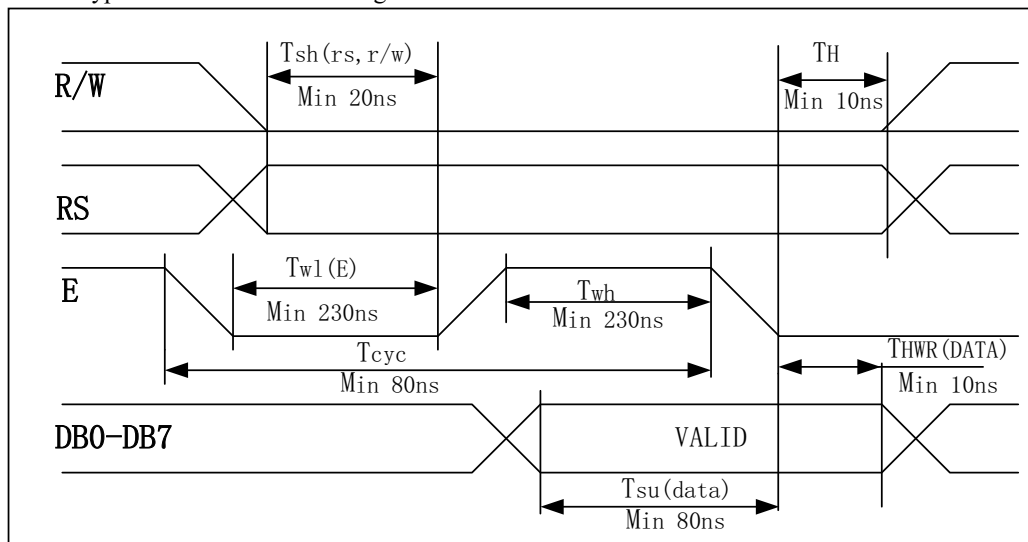 Tsh(rs,r/w)
Min 20ns
TH
Min 10ns
R/W
RS
E
Twl(E)
Min 230ns
Twh
Min 230ns
Tcyc
Min 80ns
THWR(DATA)
Min 10ns
DB0-DB7
VALID
Tsu(data)
Min 80ns